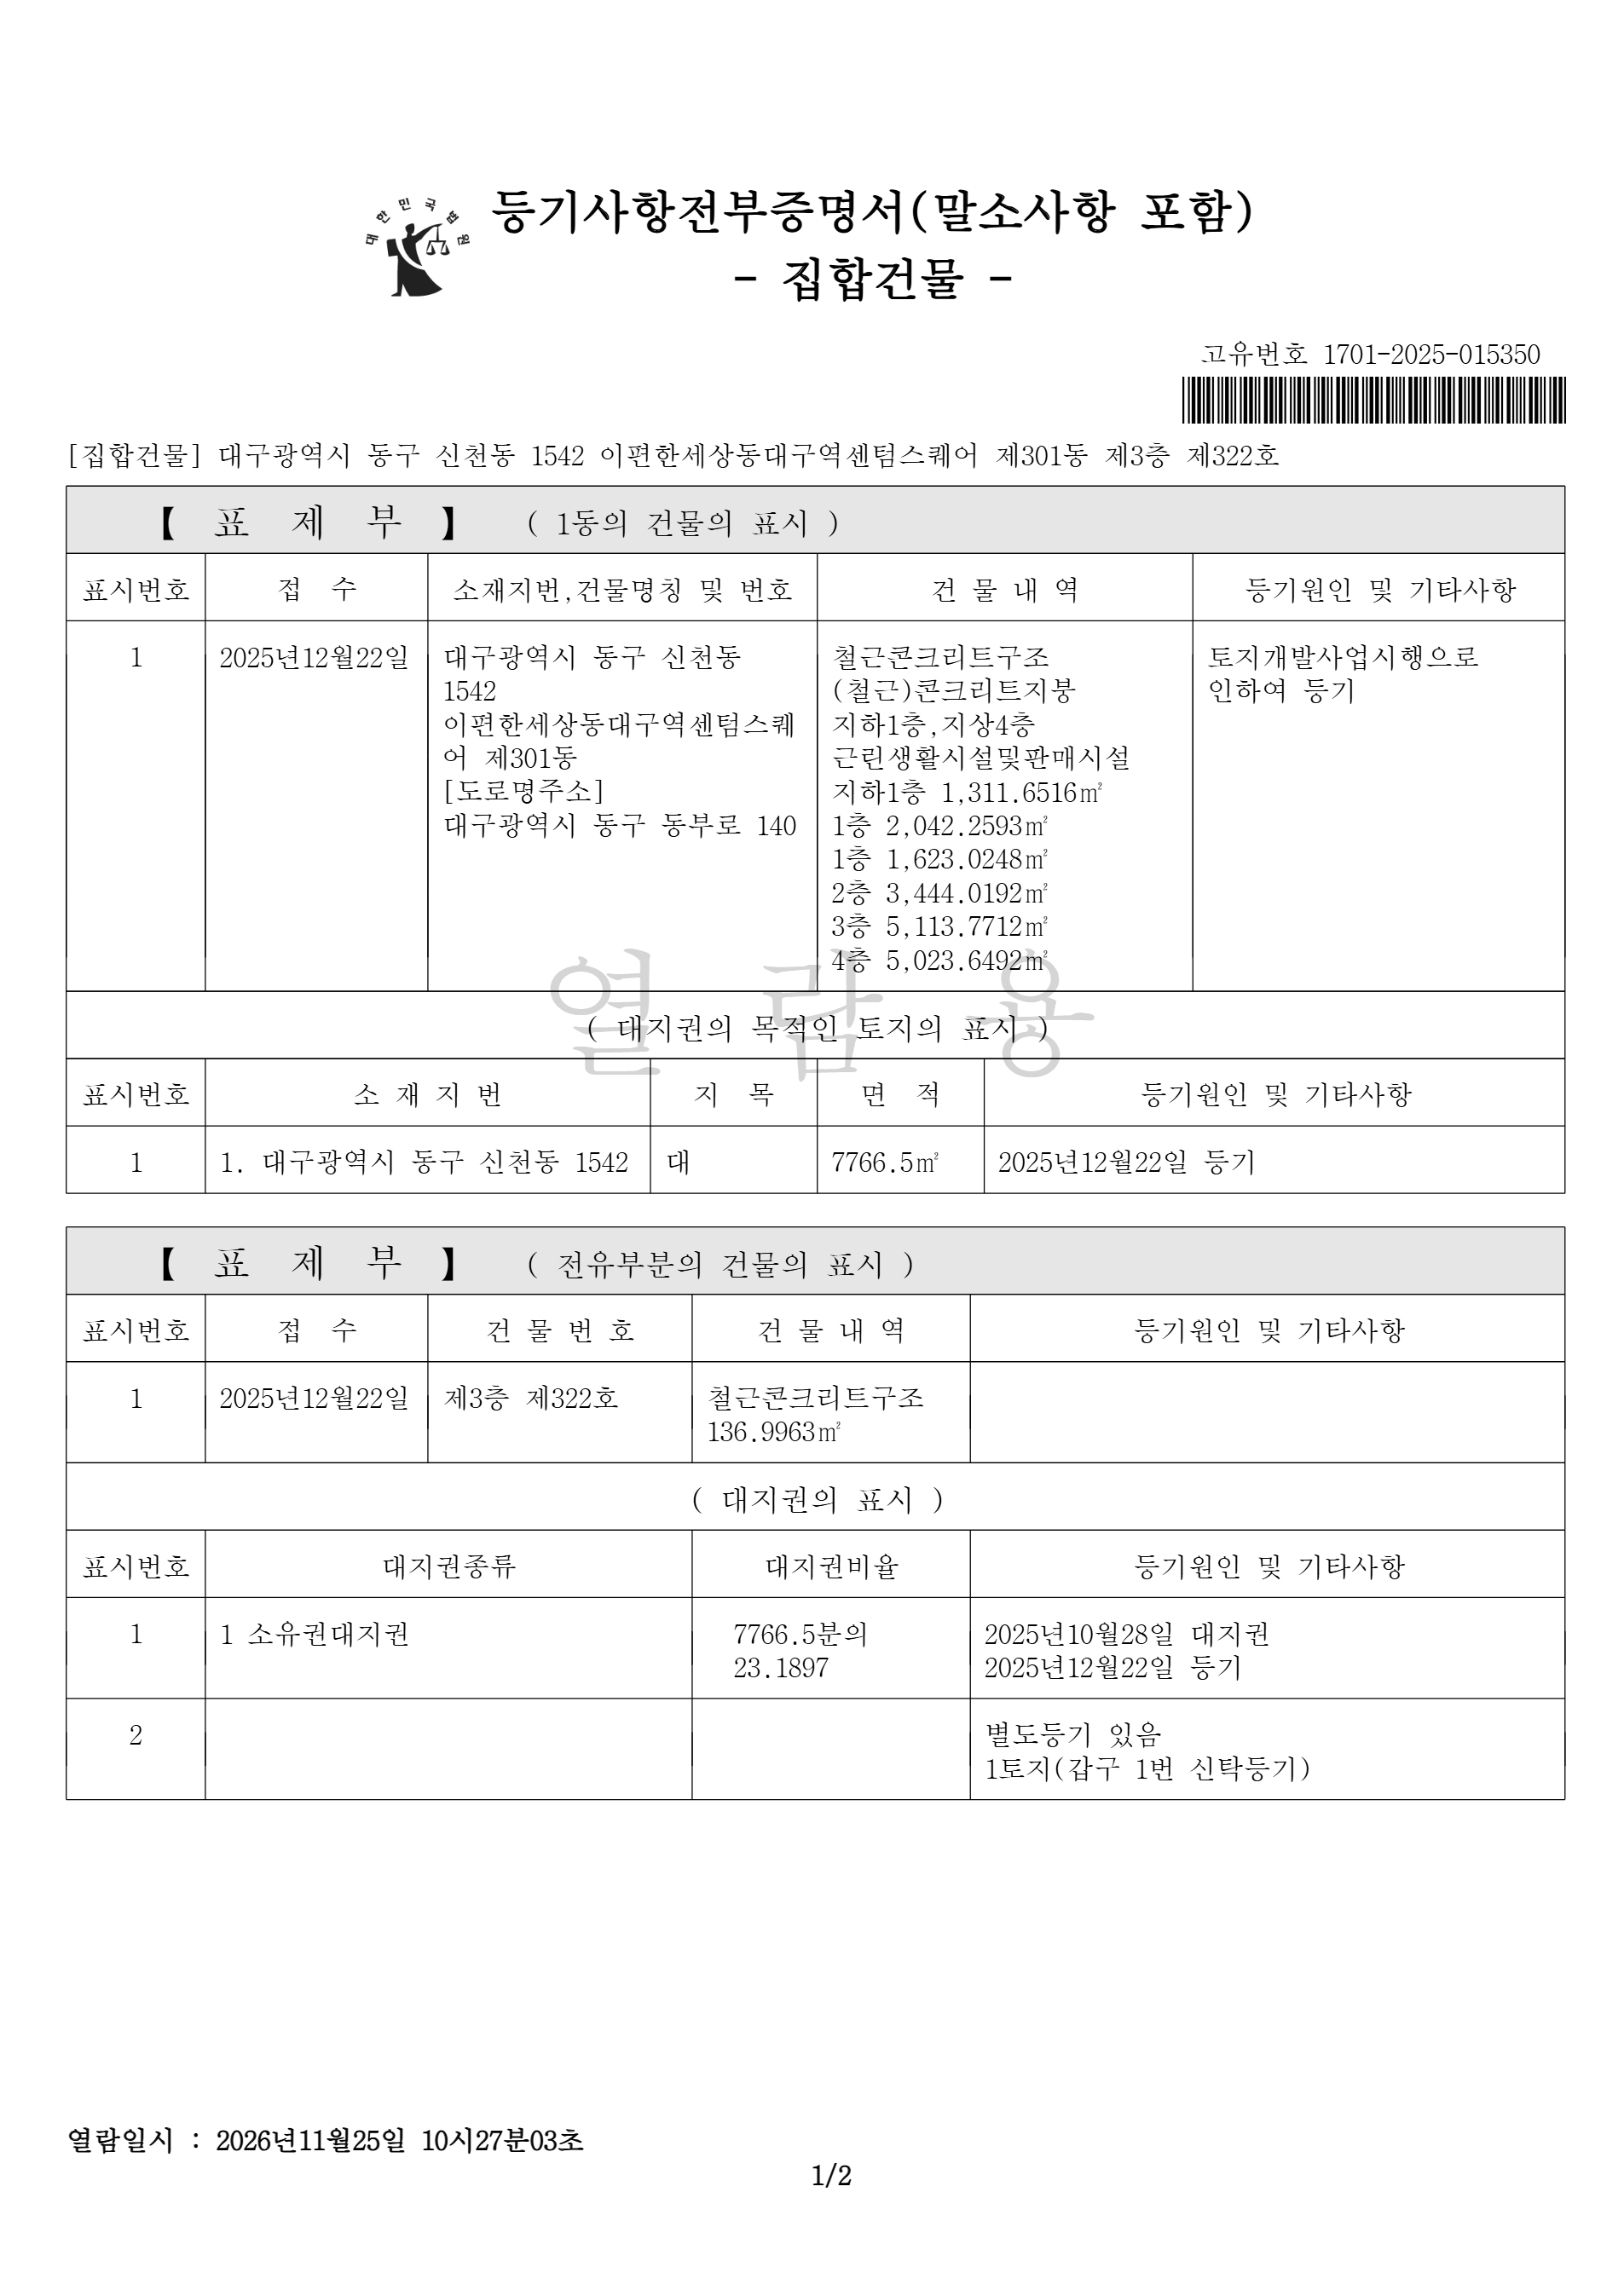 대한민국법원
등기사항전부증명서(말소사항 포함)
- 집합건물 -
고유번호 1701-2025-015350
[집합건물] 대구광역시 동구 신천동 1542 이편한세상동대구역센텀스퀘어 제301동 제3층 제322호
【 표 제 부 】 ( 1동의 건물의 표시 )
표시번호 접 수 소재지번,건물명칭 및 번호 건 물 내 역 등기원인 및 기타사항
1 2025년12월22일 대구광역시 동구 신천동 철근콘크리트구조 토지개발사업시행으로
1542 (철근)콘크리트지붕 인하여 등기
이편한세상동대구역센텀스퀘 지하1층,지상4층
어 제301동 근린생활시설및판매시설
[도로명주소] 지하1층 1,311.6516㎡
대구광역시 동구 동부로 140 1층 2,042.2593㎡
1층 1,623.0248㎡
2층 3,444.0192㎡
3층 5,113.7712㎡
4층 5,023.6492㎡
열 람 용
( 대지권의 목적인 토지의 표시 )
표시번호 소 재 지 번 지 목 면 적 등기원인 및 기타사항
1 1. 대구광역시 동구 신천동 1542 대 7766.5㎡ 2025년12월22일 등기
【 표 제 부 】 ( 전유부분의 건물의 표시 )
표시번호 접 수 건 물 번 호 건 물 내 역 등기원인 및 기타사항
1 2025년12월22일 제3층 제322호 철근콘크리트구조
136.9963㎡
( 대지권의 표시 )
표시번호 대지권종류 대지권비율 등기원인 및 기타사항
1 1 소유권대지권 7766.5분의 2025년10월28일 대지권
23.1897 2025년12월22일 등기
2 별도등기 있음
1토지(갑구 1번 신탁등기)
열람일시 : 2026년11월25일 10시27분03초
1/2